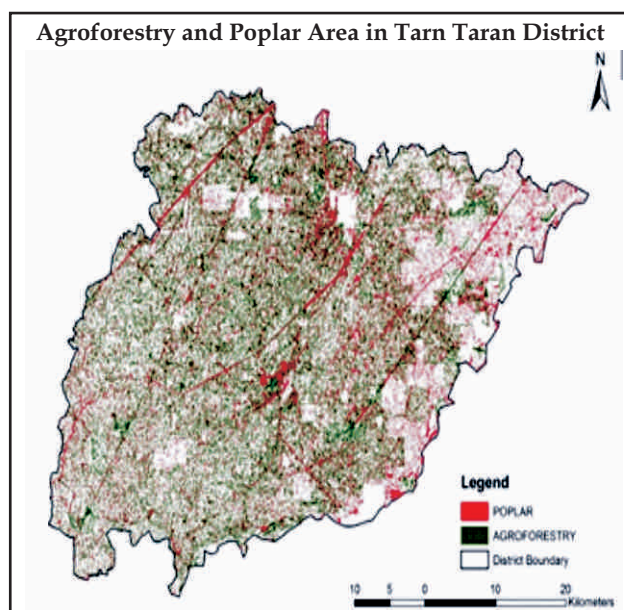 Agroforestry and Poplar Area in Tarn Taran District
N
Legend
POPLAR
AGROFORESTRY
District Boundary
10 5 0 10 20
Kilometers